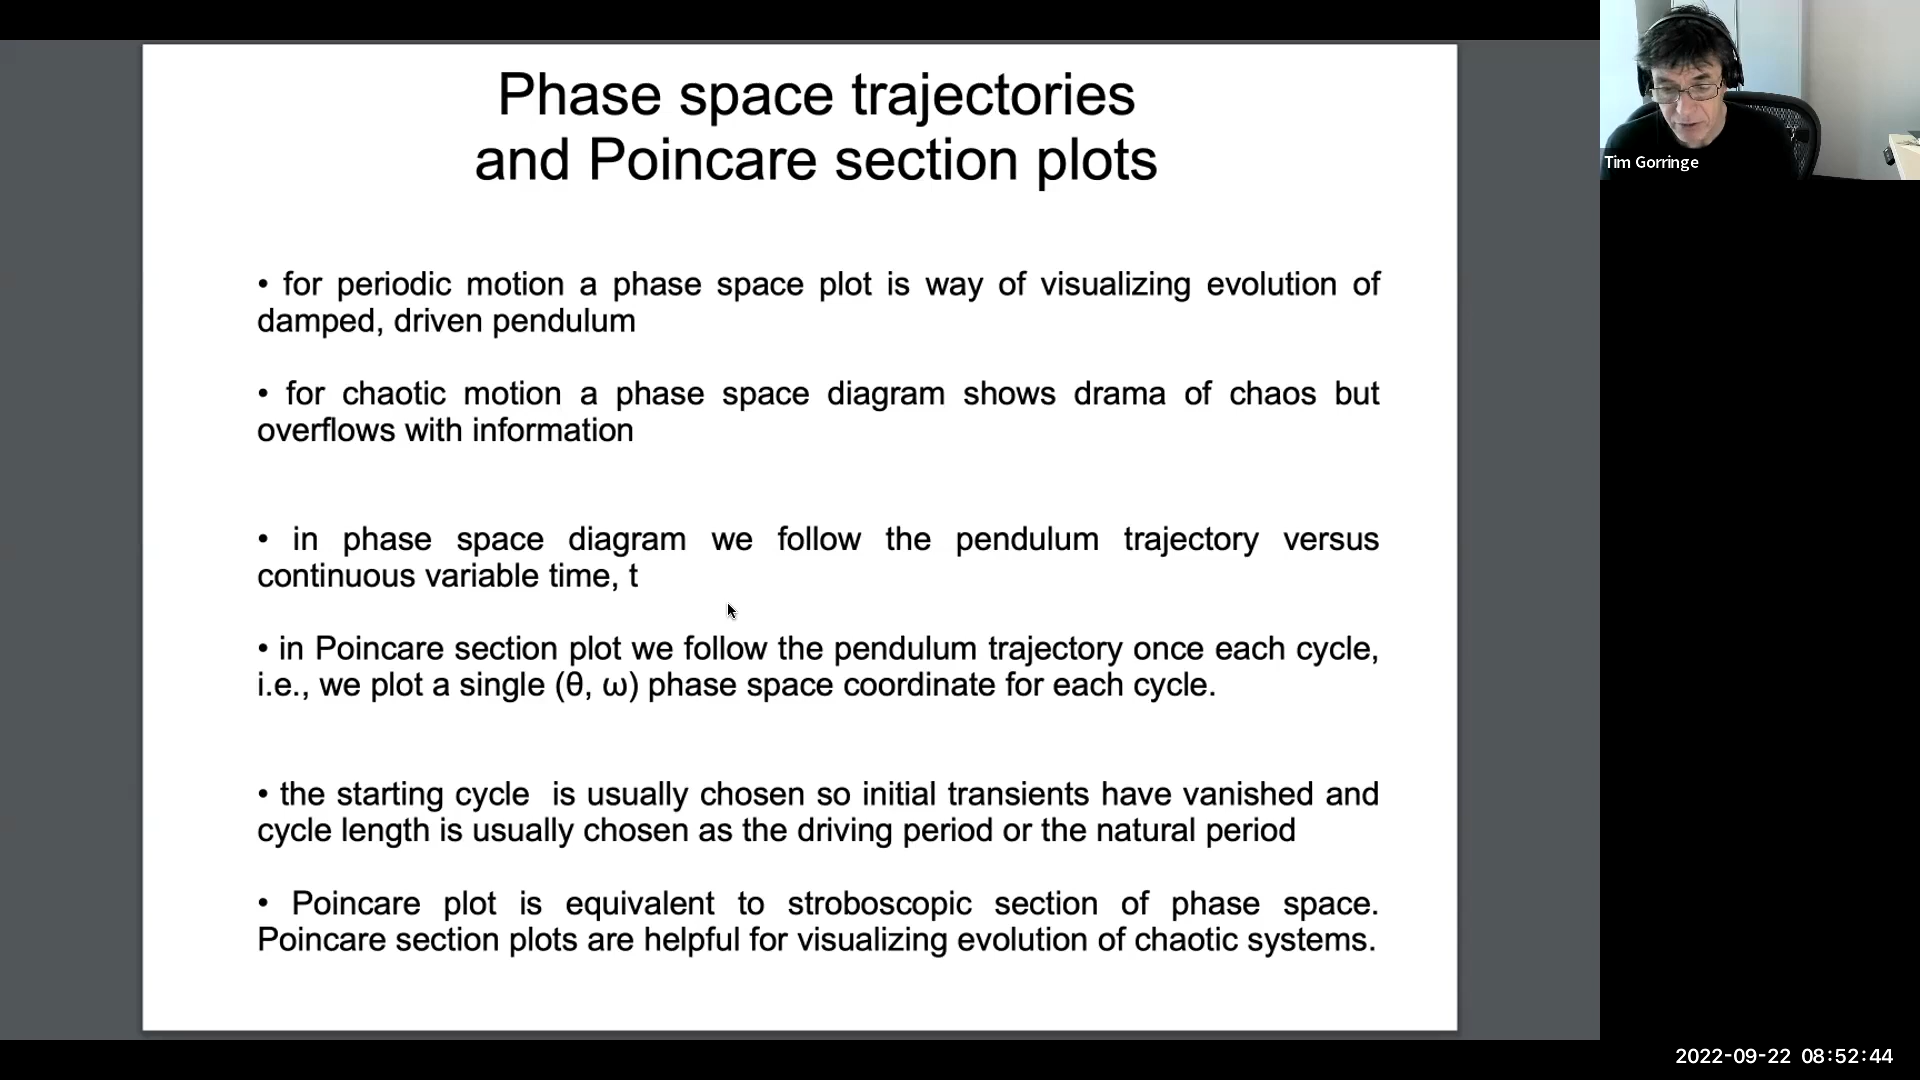 Phase space trajectories
and Poincare section plots
• for periodic motion a phase space plot is way of visualizing evolution of
damped, driven pendulum
• for chaotic motion a phase space diagram shows drama of chaos but
overflows with information
• in phase space diagram we follow the pendulum trajectory versus
continuous variable time, t
• in Poincare section plot we follow the pendulum trajectory once each cycle,
i.e., we plot a single (θ, ω) phase space coordinate for each cycle.
• the starting cycle  is usually chosen so initial transients have vanished and
cycle length is usually chosen as the driving period or the natural period
• Poincare plot is equivalent to stroboscopic section of phase space.
Poincare section plots are helpful for visualizing evolution of chaotic systems.
Tim Gorringe
2022-09-22 08:52:44